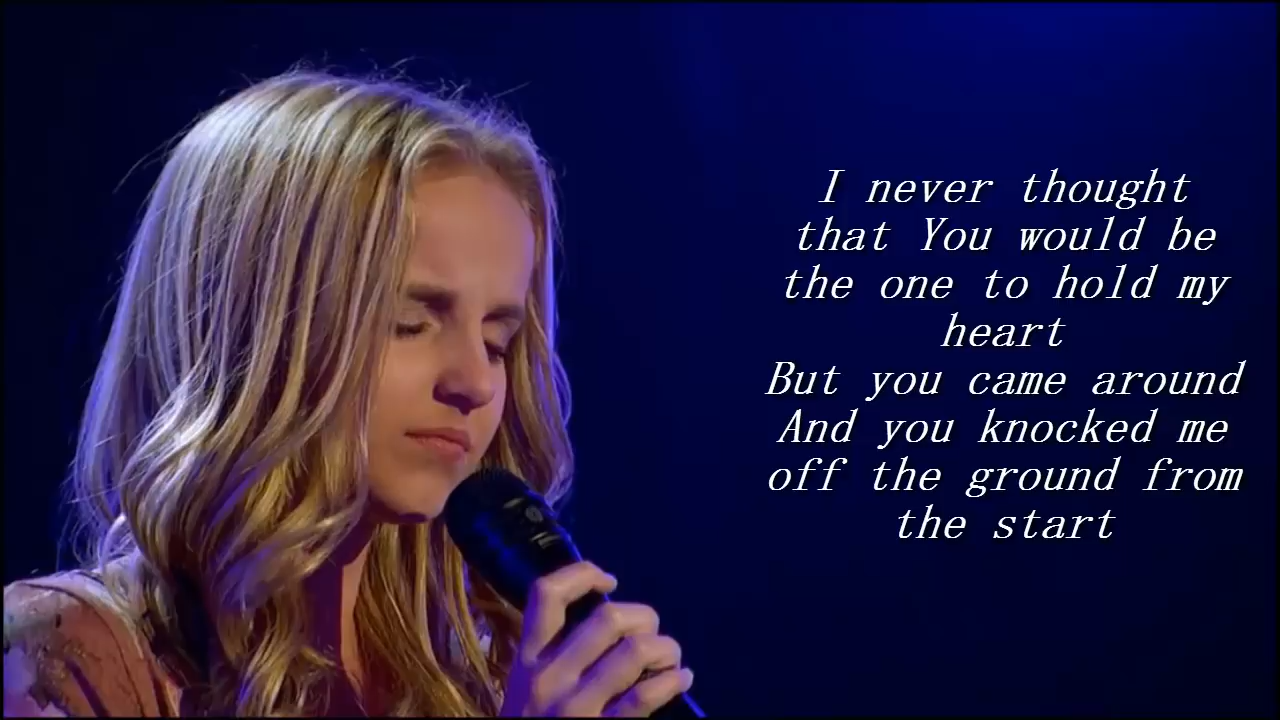 I never thought
that You would be
the one to hold my
heart
But you came around
And you knocked me
off the ground from
the start